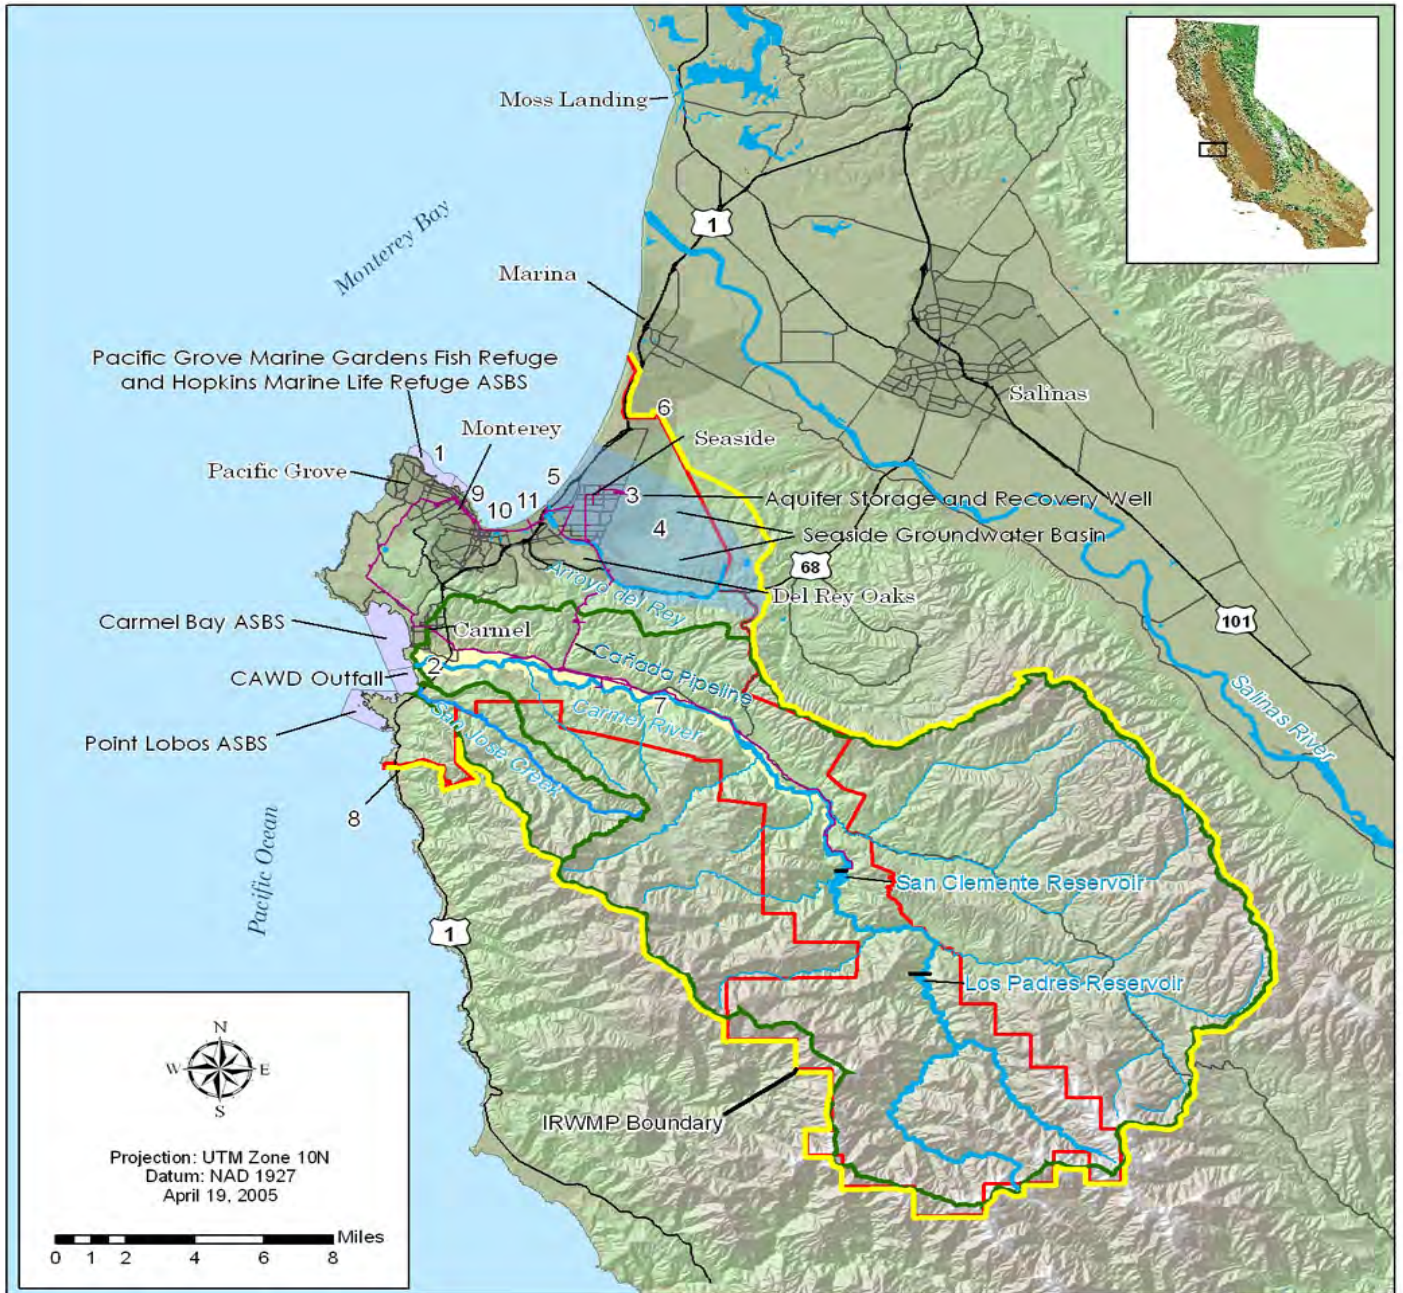 Moss Landing
1
Monterey Bay
Marina
Pacific Grove Marine Gardens Fish Refuge
and Hopkins Marine Life Refuge ASBS
Salinas
6
Monterey
Seaside
1
Pacific Grove
5
9
10
11
3
Aquifer Storage and Recovery Well
4
Seaside Groundwater Basin
68
Arroyo del Rey
Del Rey Oaks
101
Carmel Bay ASBS
Carmel
Cañada Pipeline
2
CAWD Outfall
7
Carmel River
San Jose Creek
Salinas River
Point Lobos ASBS
8
Pacific Ocean
San Clemente Reservoir
1
Los Padres Reservoir
IRWMP Boundary
N
W
E
S
Projection: UTM Zone 10N
Datum: NAD 1927
April 19, 2005
Miles
0 1 2 4 6 8